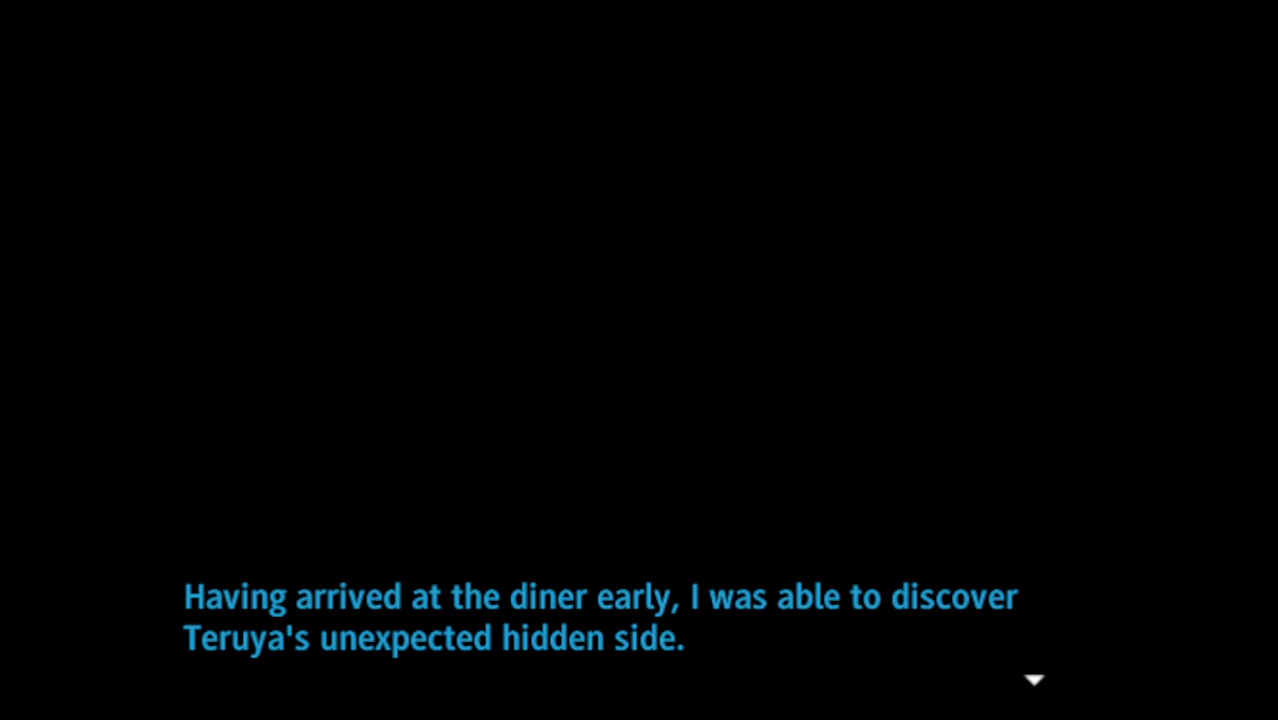 Having arrived at the diner early, I was able to discover
Teruya's unexpected hidden side.